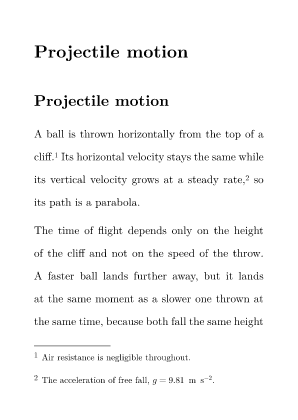 Projectile motion
Projectile motion
A ball is thrown horizontally from the top of a
cliff.¹ Its horizontal velocity stays the same while
its vertical velocity grows at a steady rate,² so
its path is a parabola.
The time of flight depends only on the height
of the cliff and not on the speed of the throw.
A faster ball lands further away, but it lands
at the same moment as a slower one thrown at
the same time, because both fall the same height
¹ Air resistance is negligible throughout.
² The acceleration of free fall, g = 9.81 m s⁻².